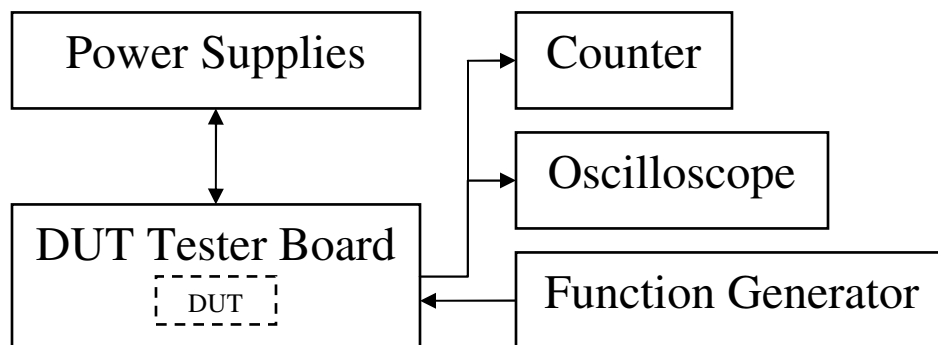 Power Supplies
Counter
Oscilloscope
DUT Tester Board
DUT
Function Generator